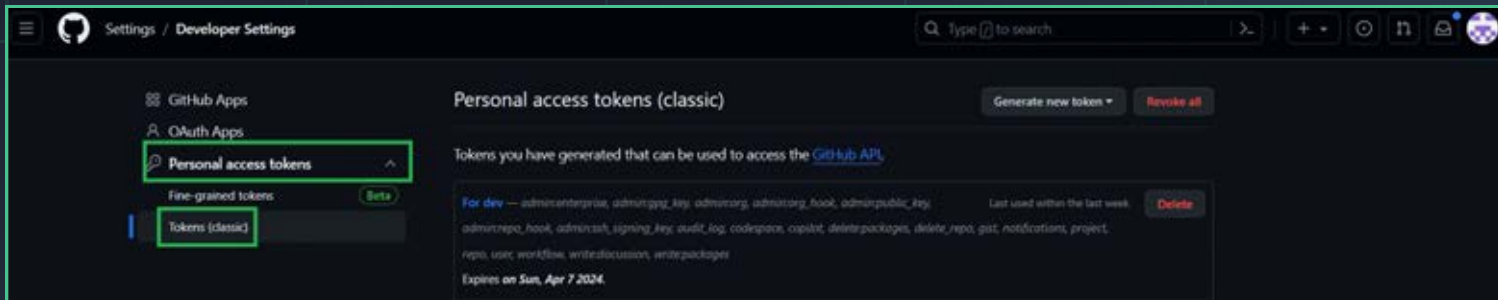 Settings / Developer Settings
Type / to search
GitHub Apps
OAuth Apps
Personal access tokens
Fine-grained tokens
Beta
Tokens (classic)
Personal access tokens (classic)
Generate new token
Revoke all
Tokens you have generated that can be used to access the GitHub API.
For dev — admin:enterprise, admin:gpg_key, admin:org, admin:org_hook, admin:public_key,
Last used within the last week
Delete
admin:repo_hook, admin:ssh_signing_key, audit_log, codespace, copilot, delete:packages, delete_repo, gist, notifications, project,
repo, user, workflow, write:discussion, write:packages
Expires on Sun, Apr 7 2024.